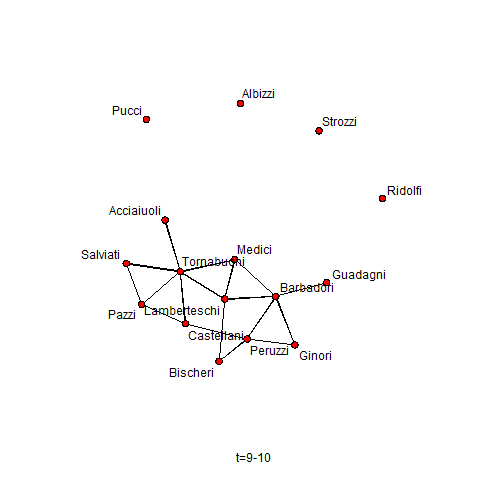 Albizzi
Pucci
Strozzi
Ridolfi
Acciaiuoli
Medici
Salviati
Tornabuoni
Guadagni
Barbadori
Pazzi
Lamberteschi
Castellani
Peruzzi
Ginori
Bischeri
t=9-10